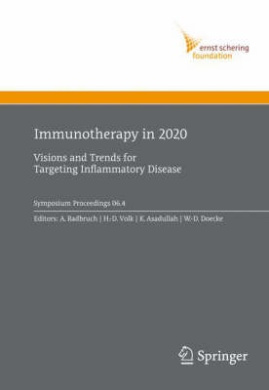 ernst schering
foundation
Immunotherapy in 2020
Visions and Trends for
Targeting Inflammatory Disease
Symposium Proceedings 06.4
Editors: A. Radbruch | H.-D. Volk | K. Asadullah | W.-D. Doecke
Springer